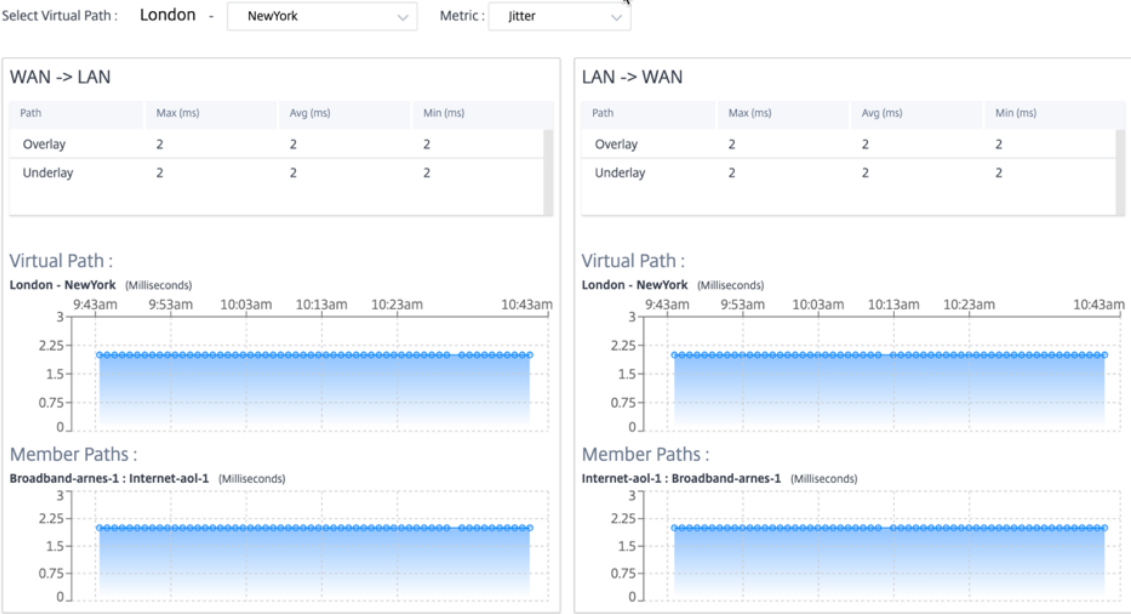 Select Virtual Path : London - NewYork Metric : Jitter
WAN -> LAN
Path Max (ms) Avg (ms) Min (ms)
Overlay 2 2 2
Underlay 2 2 2
Virtual Path :
London - NewYork (Milliseconds)
9:43am 9:53am 10:03am 10:13am 10:23am 10:43am
3
2.25
1.5
0.75
0
Member Paths :
Broadband-arnes-1 : Internet-aol-1 (Milliseconds)
3
2.25
1.5
0.75
0
LAN -> WAN
Path Max (ms) Avg (ms) Min (ms)
Overlay 2 2 2
Underlay 2 2 2
Virtual Path :
London - NewYork (Milliseconds)
9:43am 9:53am 10:03am 10:13am 10:23am 10:43am
3
2.25
1.5
0.75
0
Member Paths :
Internet-aol-1 : Broadband-arnes-1 (Milliseconds)
3
2.25
1.5
0.75
0